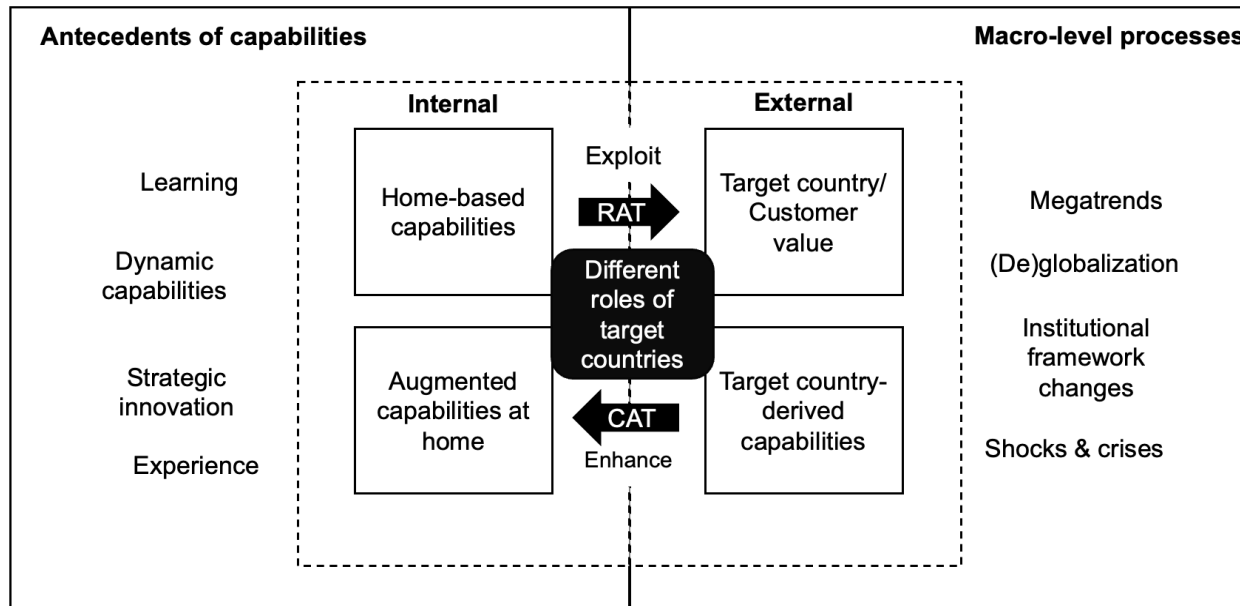 Antecedents of capabilities
Macro-level processes
Internal
External
Learning
Dynamic
capabilities
Strategic
innovation
Experience
Home-based
capabilities
Exploit
RAT
Target country/
Customer
value
Different
roles of
target
countries
Augmented
capabilities at
home
CAT
Enhance
Target country-
derived
capabilities
Megatrends
(De)globalization
Institutional
framework
changes
Shocks & crises